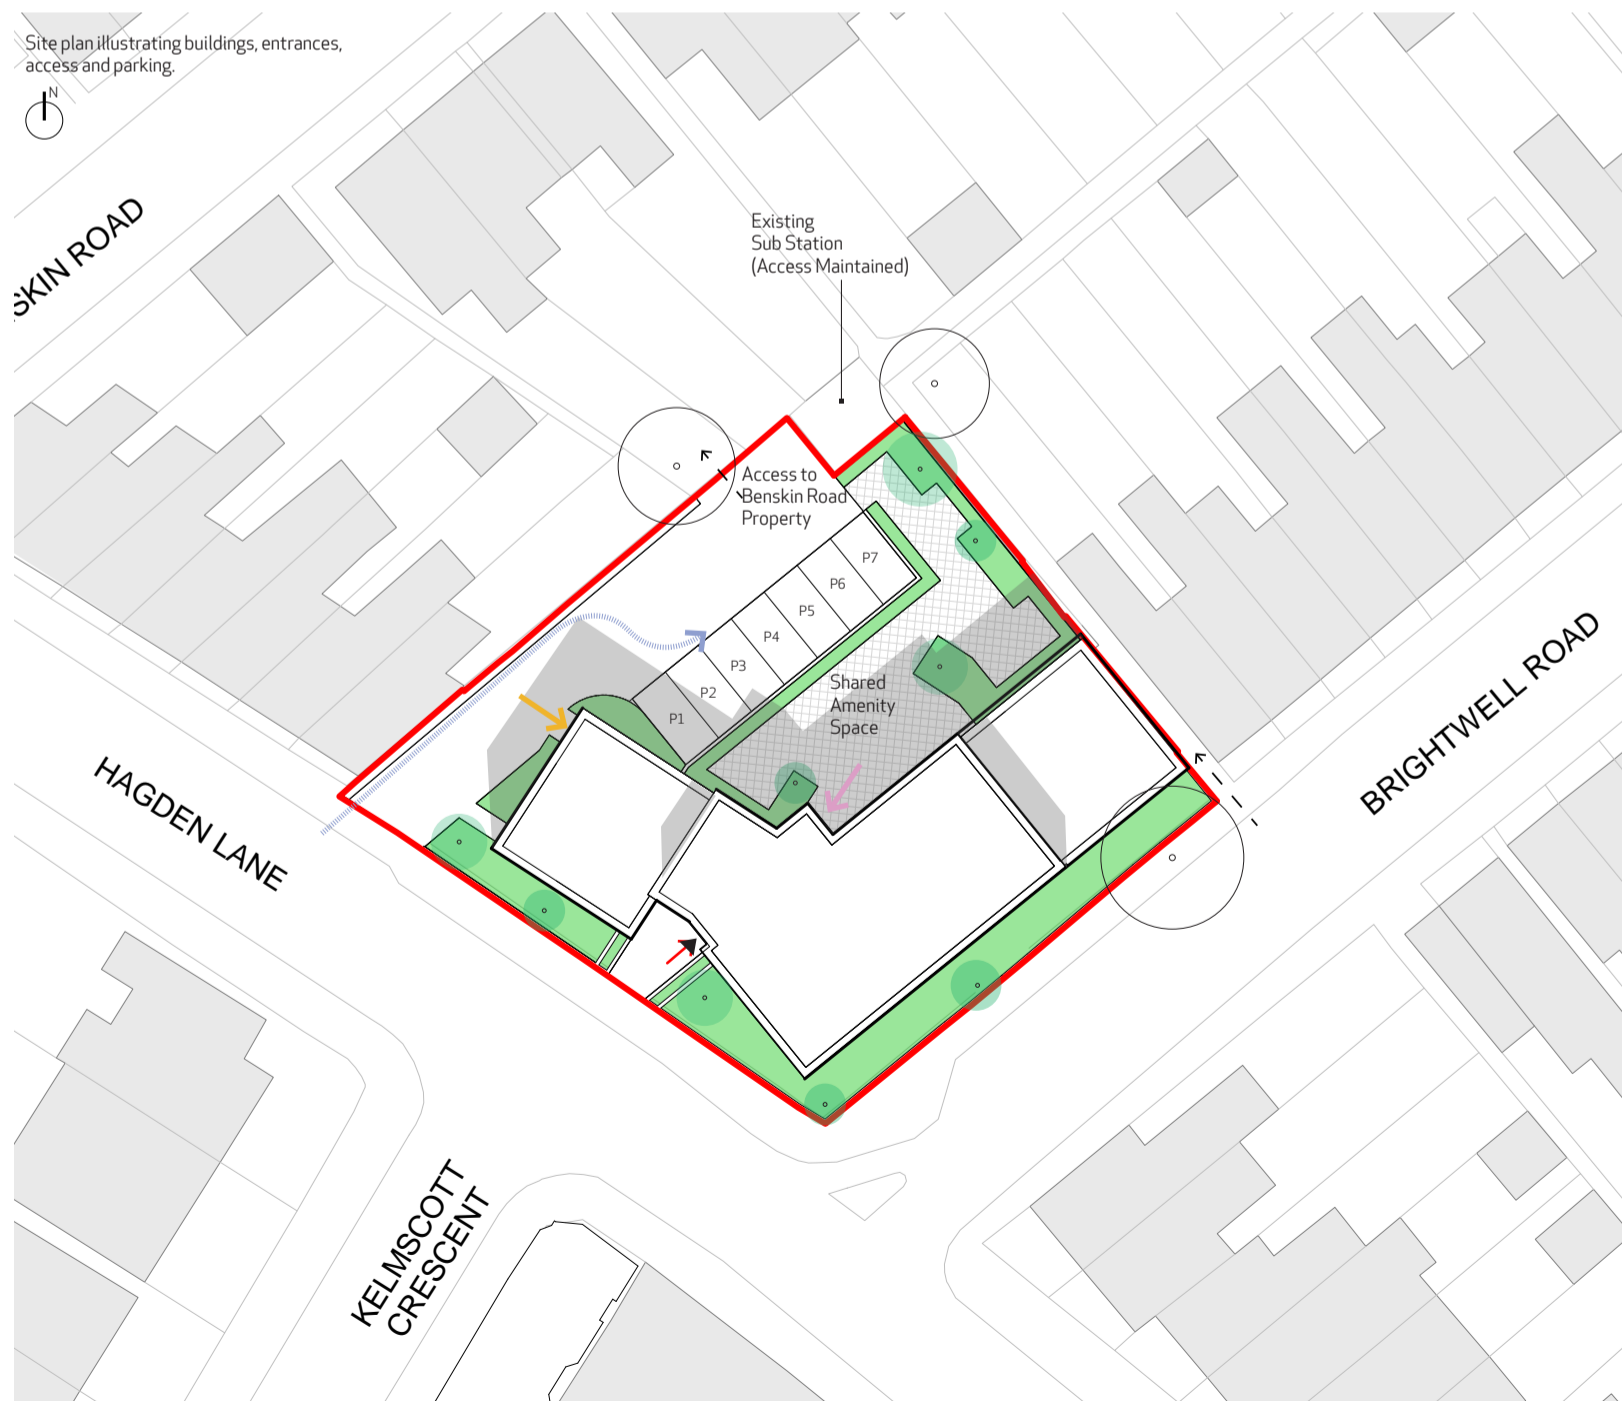 Site plan illustrating buildings, entrances,
access and parking.
N
SKIN ROAD
Existing
Sub Station
(Access Maintained)
Access to
Benskin Road
Property
P7
P6
P5
P4
P3
P2
P1
Shared
Amenity
Space
HAGDEN LANE
BRIGHTWELL ROAD
KELMSCOTT
CRESCENT